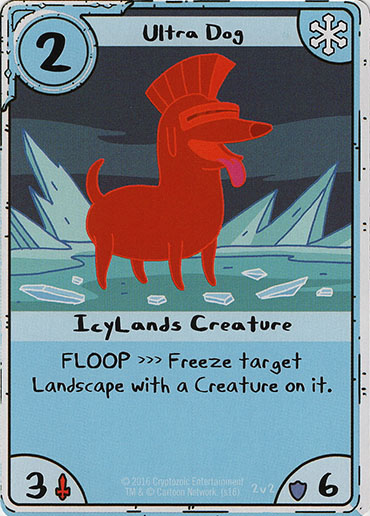 2
Ultra Dog
IcyLands Creature
FLOOP >>> Freeze target
Landscape with a Creature on it.
3
© 2016 Cryptozoic Entertainment
TM & © Cartoon Network. (s16)
2v2
6